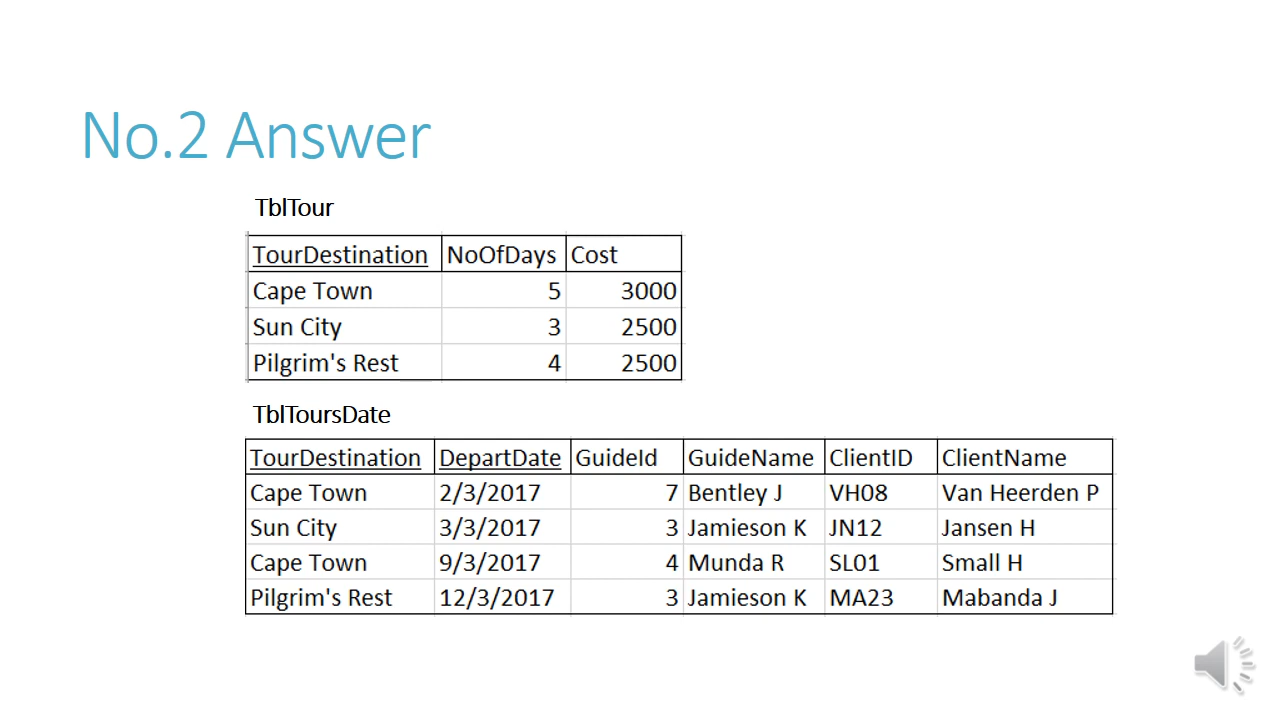 No.2 Answer
TblTour
TourDestination NoOfDays Cost
Cape Town 5 3000
Sun City 3 2500
Pilgrim's Rest 4 2500
TblToursDate
TourDestination DepartDate GuideId GuideName ClientID ClientName
Cape Town 2/3/2017 7 Bentley J VH08 Van Heerden P
Sun City 3/3/2017 3 Jamieson K JN12 Jansen H
Cape Town 9/3/2017 4 Munda R SL01 Small H
Pilgrim's Rest 12/3/2017 3 Jamieson K MA23 Mabanda J